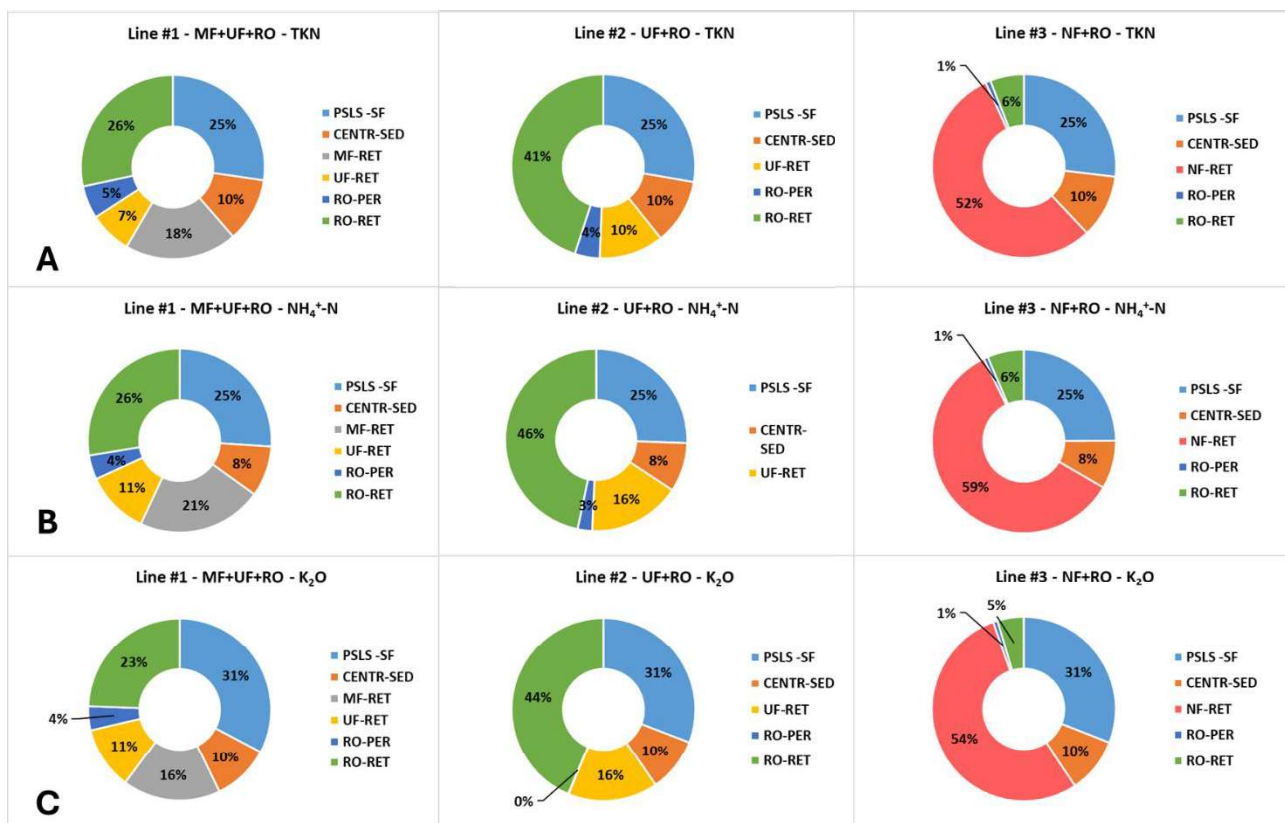 Line #1 - MF+UF+RO - TKN
25%
10%
18%
7%
5%
26%
PSLS -SF
CENTR-SED
MF-RET
UF-RET
RO-PER
RO-RET
A
Line #2 - UF+RO - TKN
25%
10%
10%
4%
41%
PSLS -SF
CENTR-SED
UF-RET
RO-PER
RO-RET
Line #3 - NF+RO - TKN
1%
6%
25%
10%
52%
PSLS -SF
CENTR-SED
NF-RET
RO-PER
RO-RET
Line #1 - MF+UF+RO - NH₄⁺-N
25%
8%
21%
11%
4%
26%
PSLS -SF
CENTR-SED
MF-RET
UF-RET
RO-PER
RO-RET
B
Line #2 - UF+RO - NH₄⁺-N
25%
8%
16%
3%
46%
PSLS -SF
CENTR-
SED
UF-RET
Line #3 - NF+RO - NH₄⁺-N
1%
6%
25%
8%
59%
PSLS -SF
CENTR-SED
NF-RET
RO-PER
RO-RET
Line #1 - MF+UF+RO - K₂O
31%
10%
16%
11%
4%
23%
PSLS -SF
CENTR-SED
MF-RET
UF-RET
RO-PER
RO-RET
C
Line #2 - UF+RO - K₂O
31%
10%
16%
0%
44%
PSLS -SF
CENTR-SED
UF-RET
RO-PER
RO-RET
Line #3 - NF+RO - K₂O
1%
5%
31%
10%
54%
PSLS -SF
CENTR-SED
NF-RET
RO-PER
RO-RET